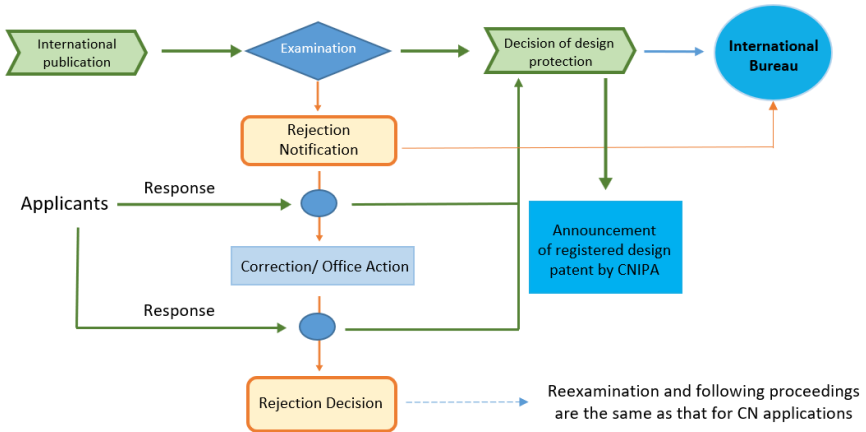 International
publication
Examination
Decision of design
protection
International
Bureau
Rejection
Notification
Response
Applicants
Announcement
of registered design
patent by CNIPA
Correction/ Office Action
Response
Rejection Decision
Reexamination and following proceedings
are the same as that for CN applications